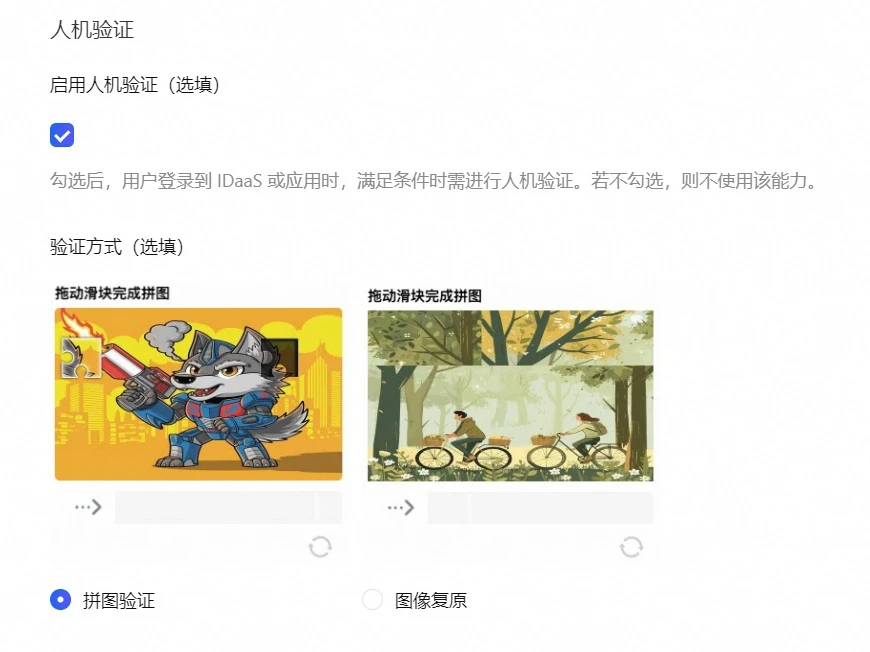 人机验证
启用人机验证（选填）
勾选后，用户登录到 IDaaS 或应用时，满足条件时需进行人机验证。若不勾选，则不使用该能力。
验证方式（选填）
拖动滑块完成拼图
拖动滑块完成拼图
拼图验证
图像复原